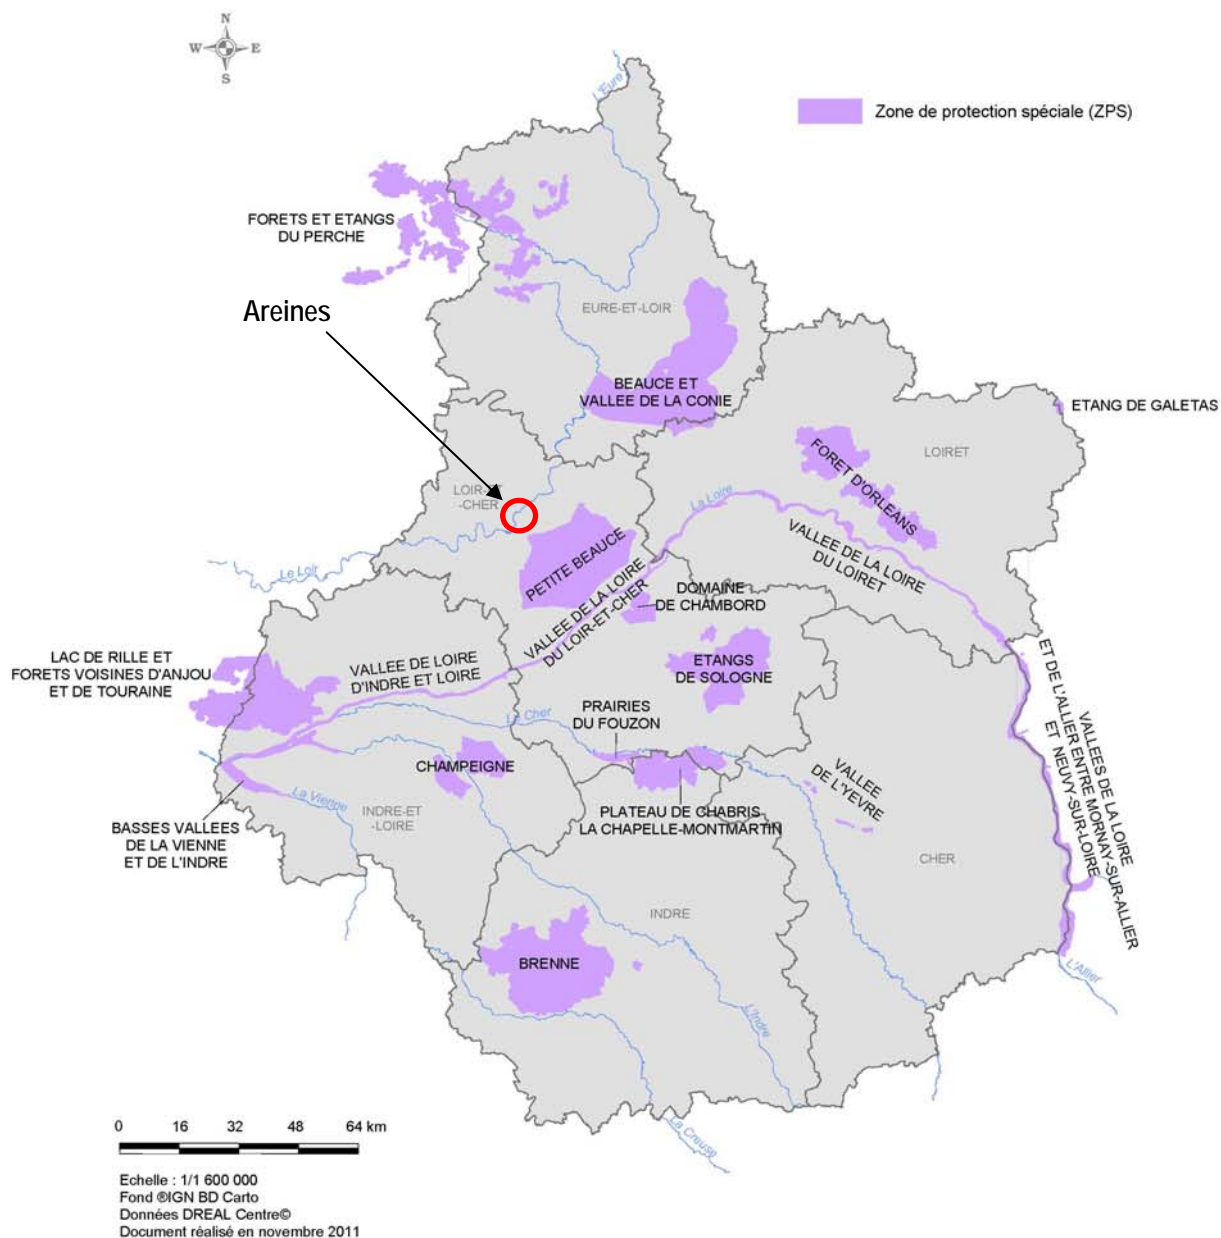 N
W E
S
L'Eure
Zone de protection spéciale (ZPS)
FORETS ET ETANGS
DU PERCHE
Areines
EURE-ET-LOIR
BEAUCE ET
VALLEE DE LA CONIE
ETANG DE GALETAS
LOIRET
FORET D'ORLEANS
LOIR-ET
-CHER
La Loire
PETITE BEAUCE
VALLEE DE LA LOIRE
DU LOIRET
Le Loir
VALLEE DE LA LOIRE
DU LOIR-ET-CHER
DOMAINE
DE CHAMBORD
LAC DE RILLE ET
FORETS VOISINES D'ANJOU
ET DE TOURAINE
VALLEE DE LOIRE
D'INDRE ET LOIRE
ETANGS
DE SOLOGNE
PRAIRIES
DU FOUZON
Le Cher
CHAMPEIGNE
VALLEE
DE L'YEVRE
VALLEES DE LA LOIRE
ET DE L'ALLIER ENTRE MORNAY-SUR-ALLIER
ET NEUVY-SUR-LOIRE
La Vienne
INDRE-ET
-LOIRE
PLATEAU DE CHABRIS
LA CHAPELLE-MONTMARTIN
BASSES VALLEES
DE LA VIENNE
ET DE L'INDRE
CHER
INDRE
BRENNE
L'Allier
L'Indre
La Creuse
0 16 32 48 64 km
Echelle : 1/1 600 000
Fond ®IGN BD Carto
Données DREAL Centre©
Document réalisé en novembre 2011